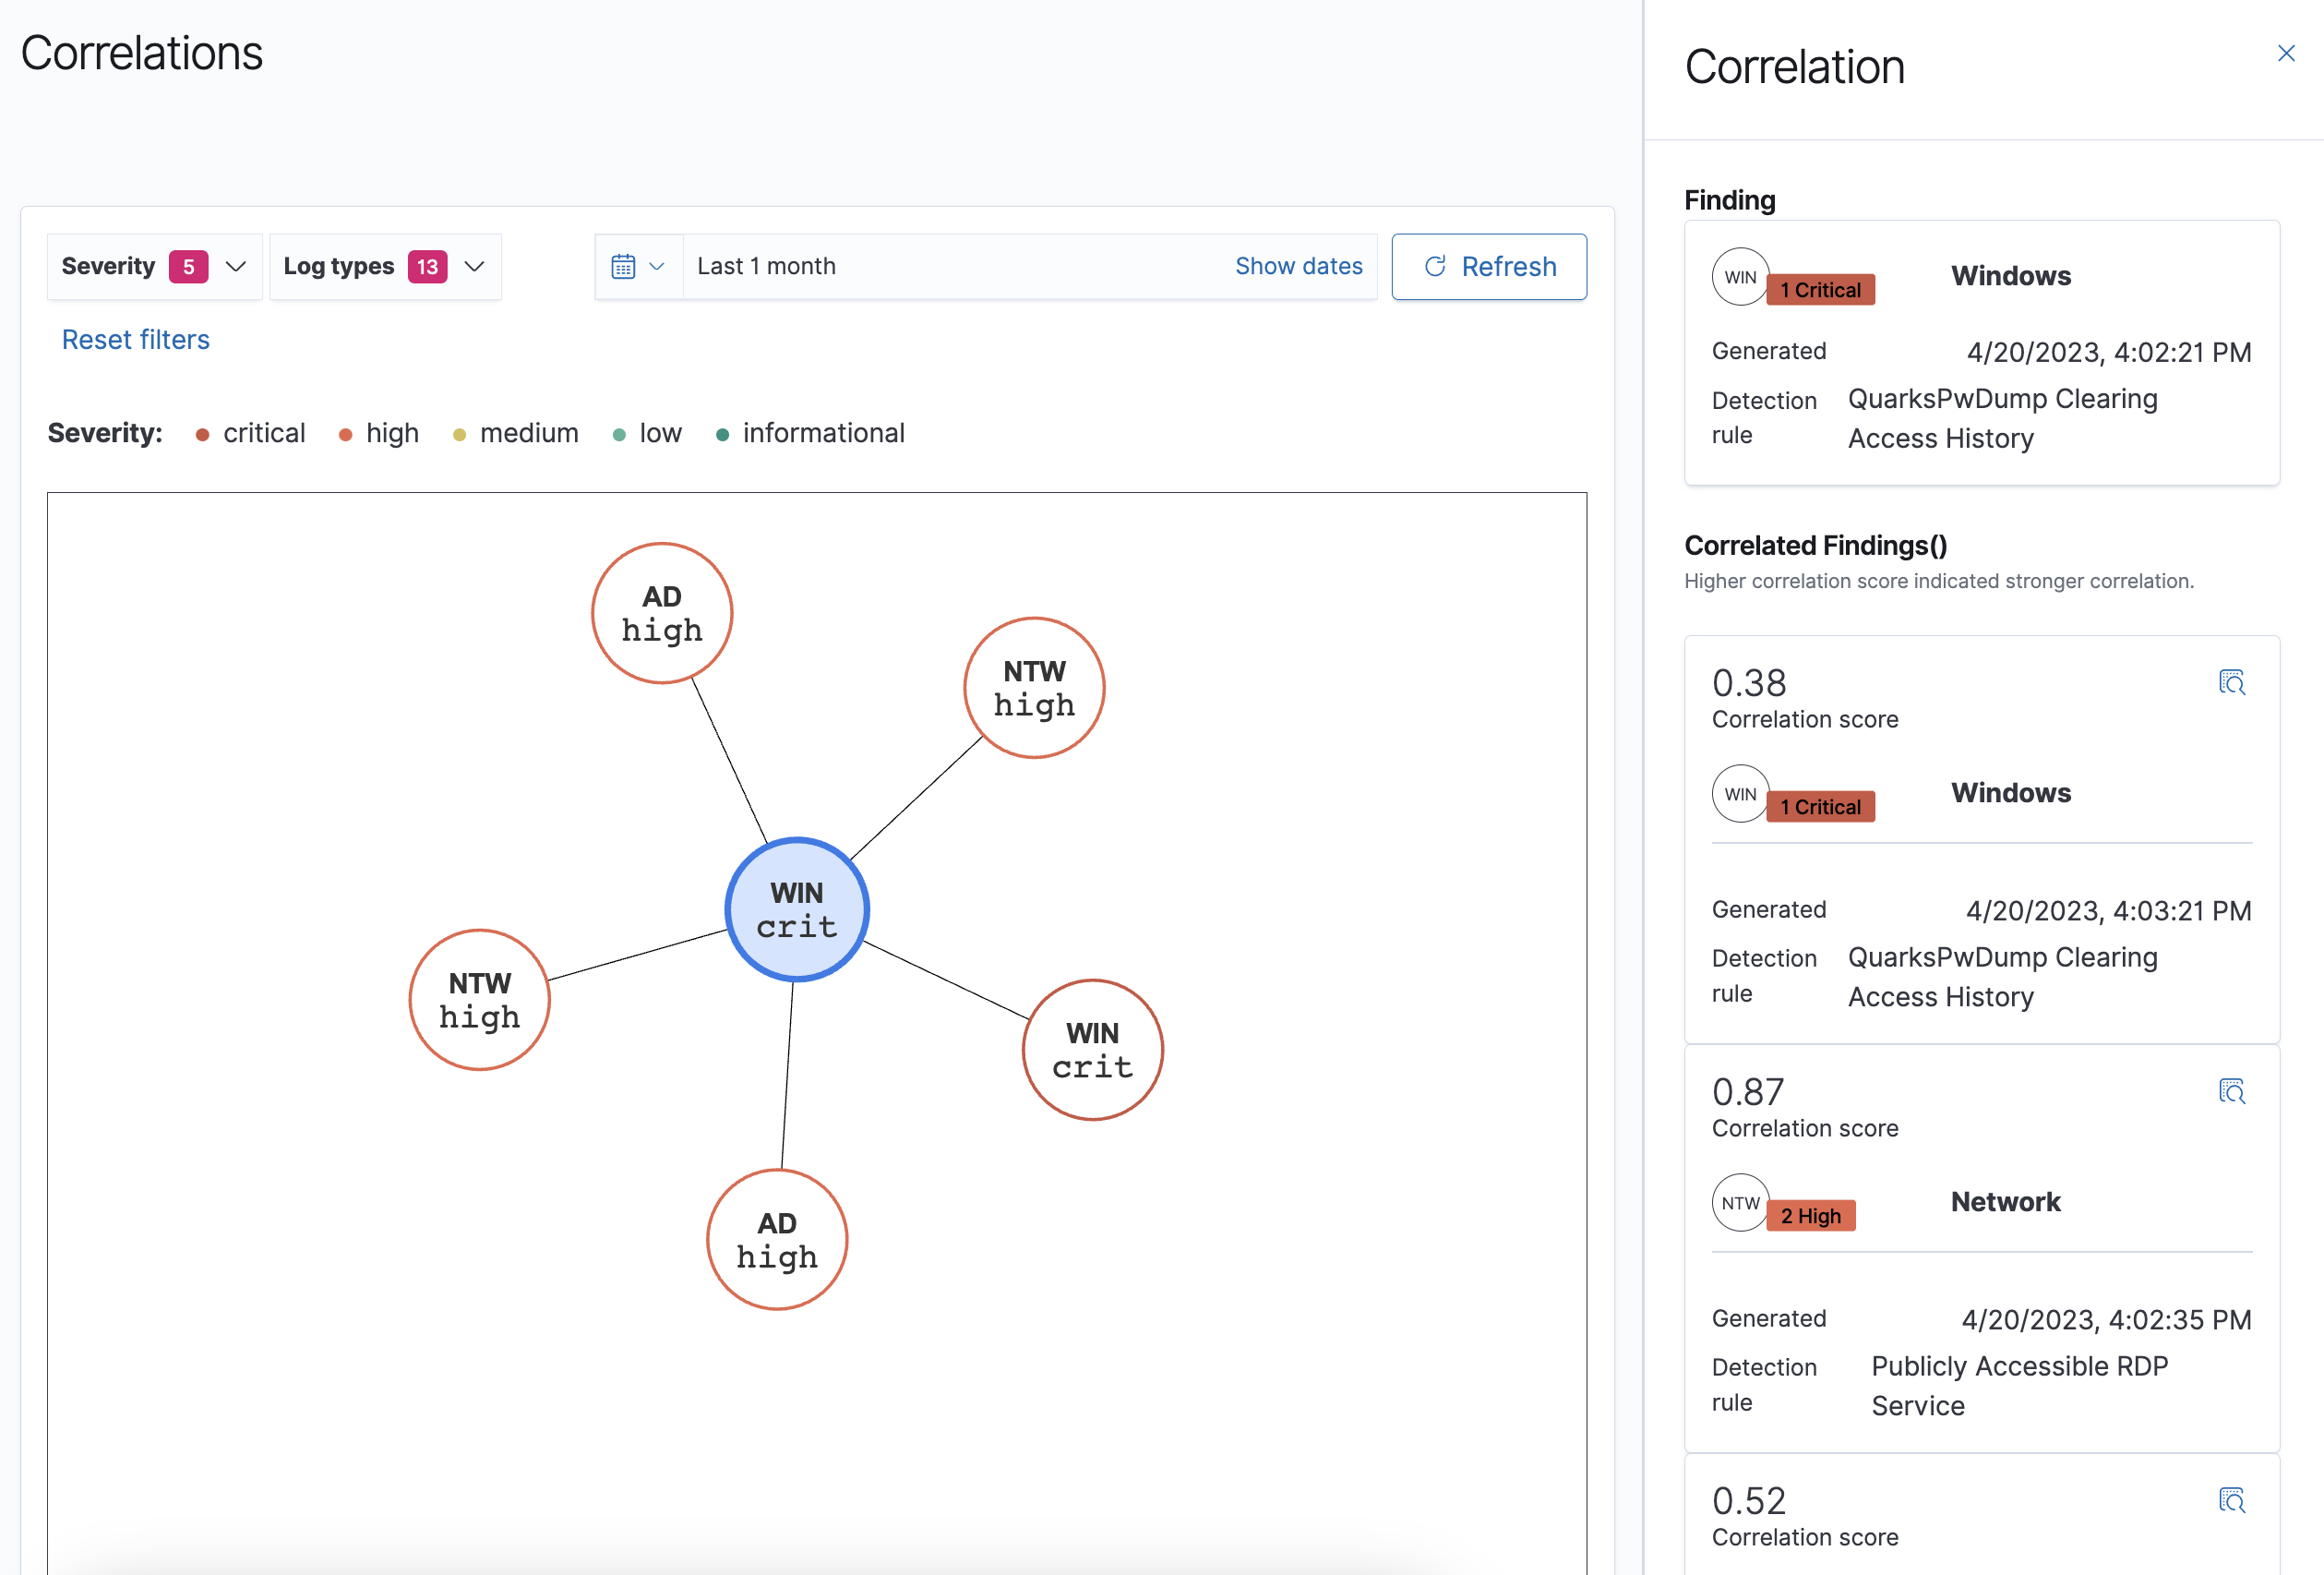 Correlations
Severity 5
Log types 13
Last 1 month
Show dates
Refresh
Reset filters
Severity: critical high medium low informational
AD
high
NTW
high
WIN
crit
NTW
high
WIN
crit
AD
high
Correlation
Finding
WIN 1 Critical Windows
Generated 4/20/2023, 4:02:21 PM
Detection rule QuarksPwDump Clearing
Access History
Correlated Findings()
Higher correlation score indicated stronger correlation.
0.38
Correlation score
WIN 1 Critical Windows
Generated 4/20/2023, 4:03:21 PM
Detection rule QuarksPwDump Clearing
Access History
0.87
Correlation score
NTW 2 High Network
Generated 4/20/2023, 4:02:35 PM
Detection rule Publicly Accessible RDP
Service
0.52
Correlation score